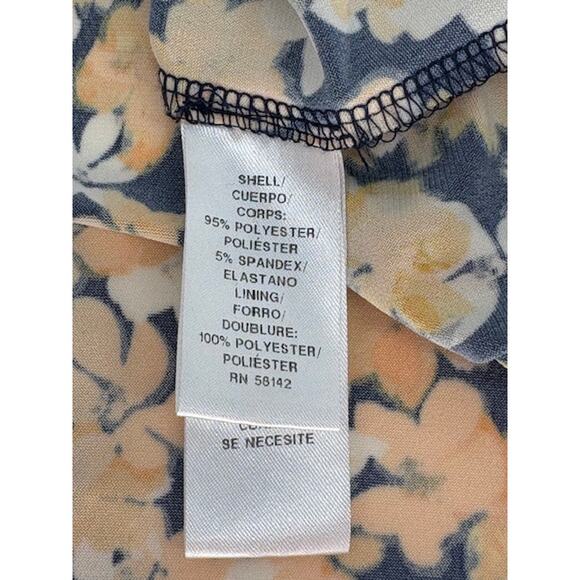 SHELL/
CUERPO/
CORPS:
95% POLYESTER/
POLIÉSTER
5% SPANDEX/
ELASTANO
LINING/
FORRO/
DOUBLURE:
100% POLYESTER/
POLIÉSTER
RN 58142
SE NECESITE